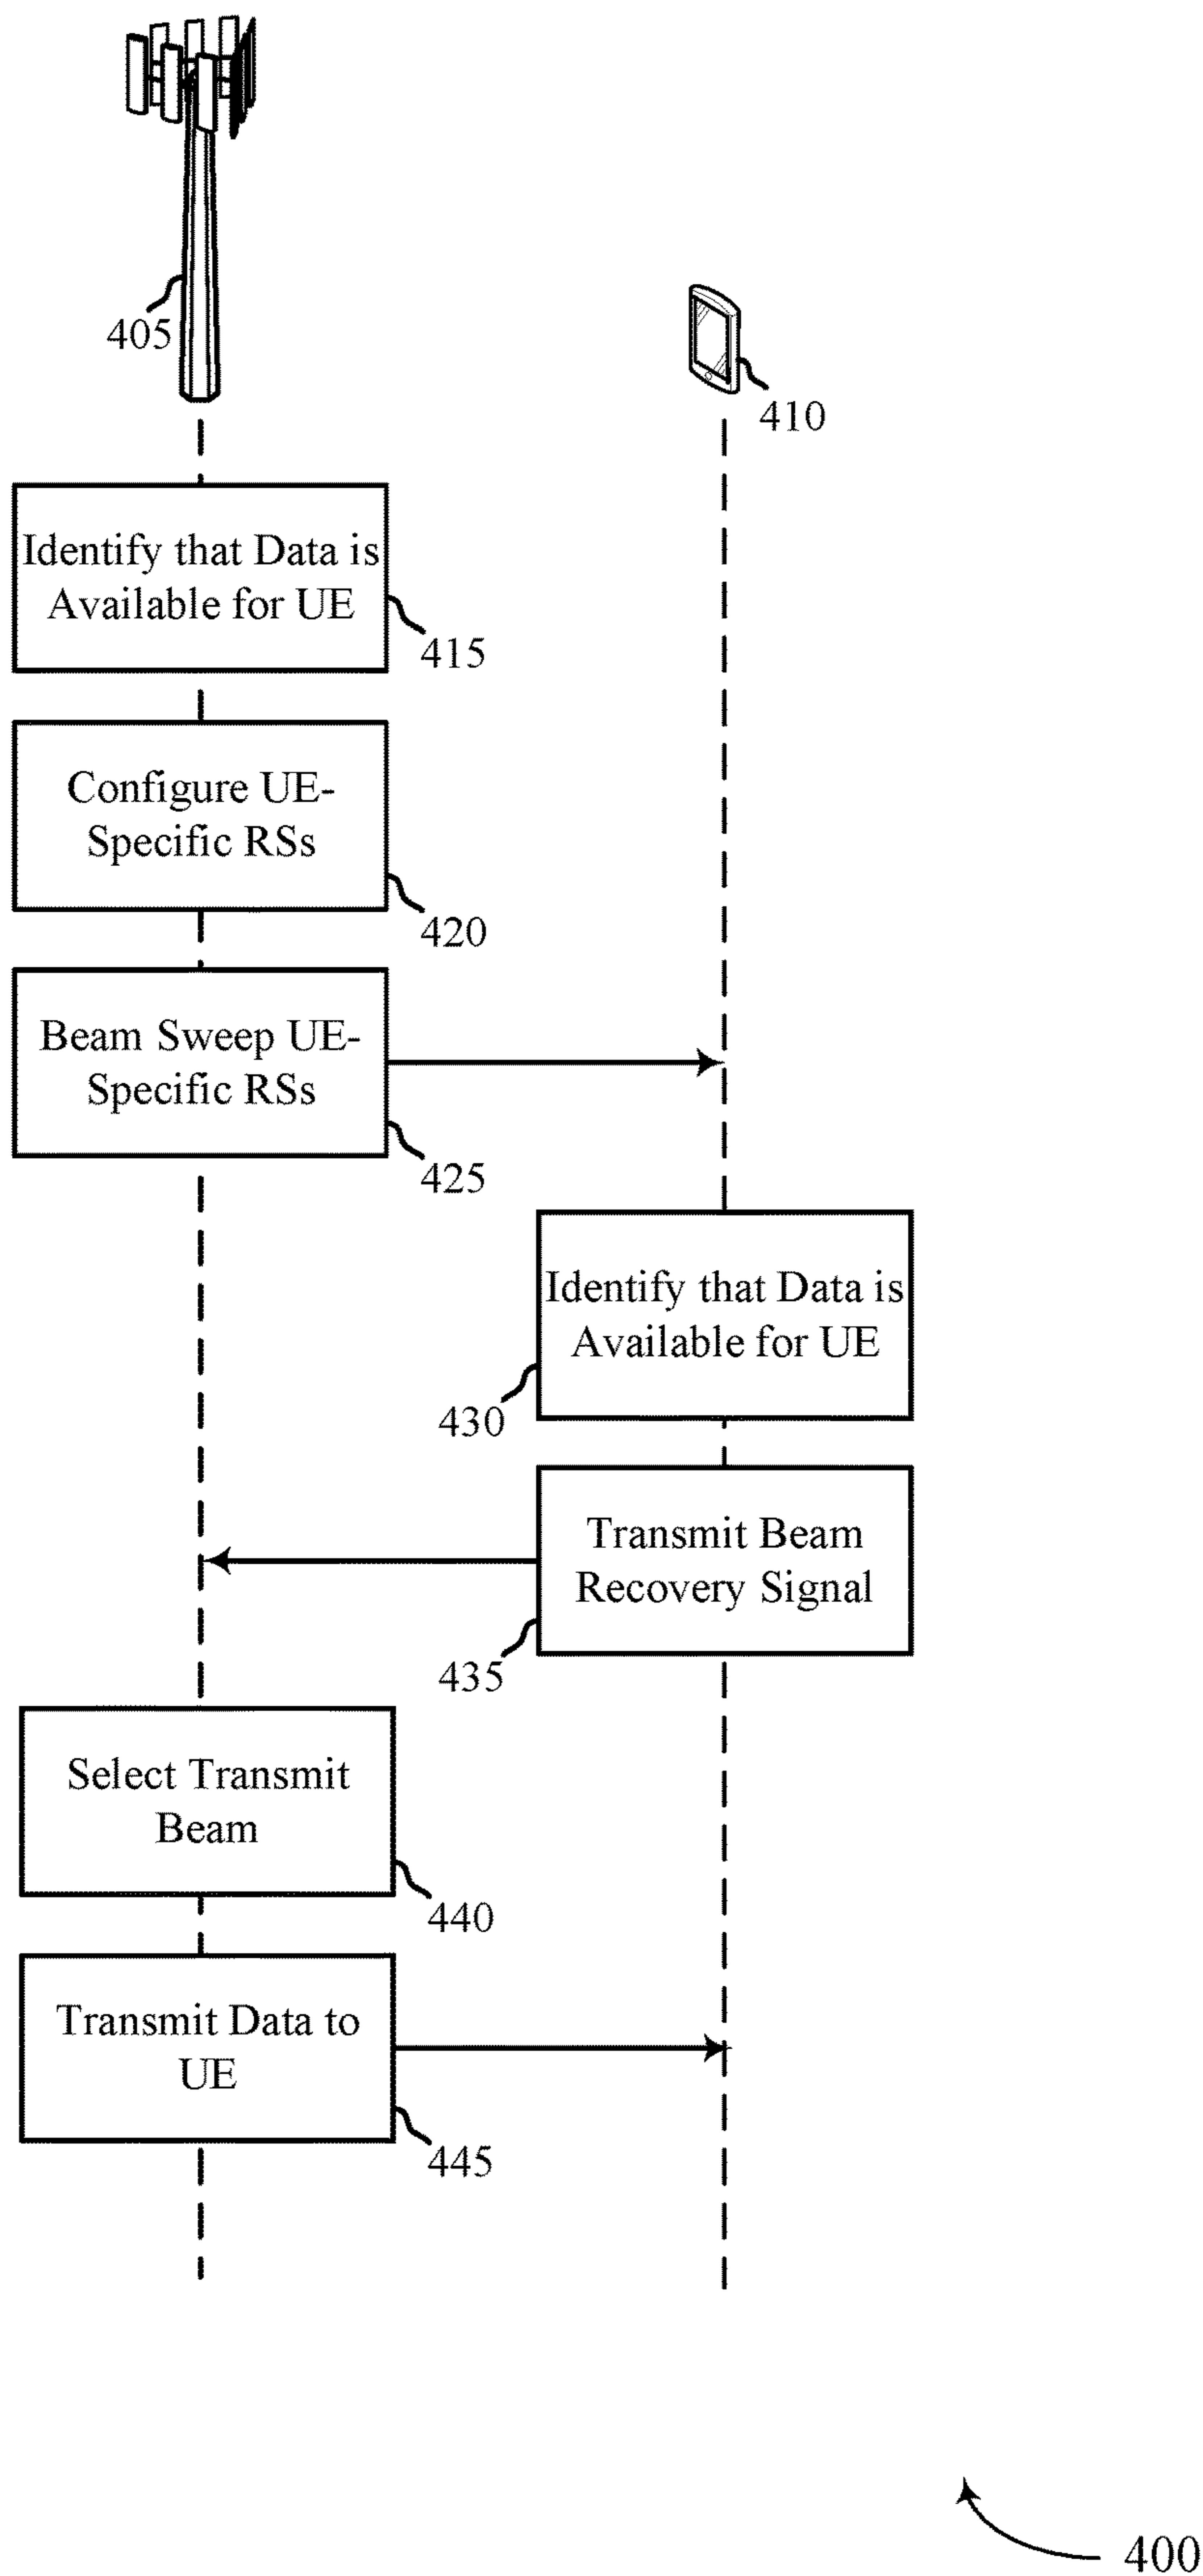 405
410
Identify that Data is
Available for UE
415
Configure UE-
Specific RSs
420
Beam Sweep UE-
Specific RSs
425
Identify that Data is
Available for UE
430
Transmit Beam
Recovery Signal
435
Select Transmit
Beam
440
Transmit Data to
UE
445
400